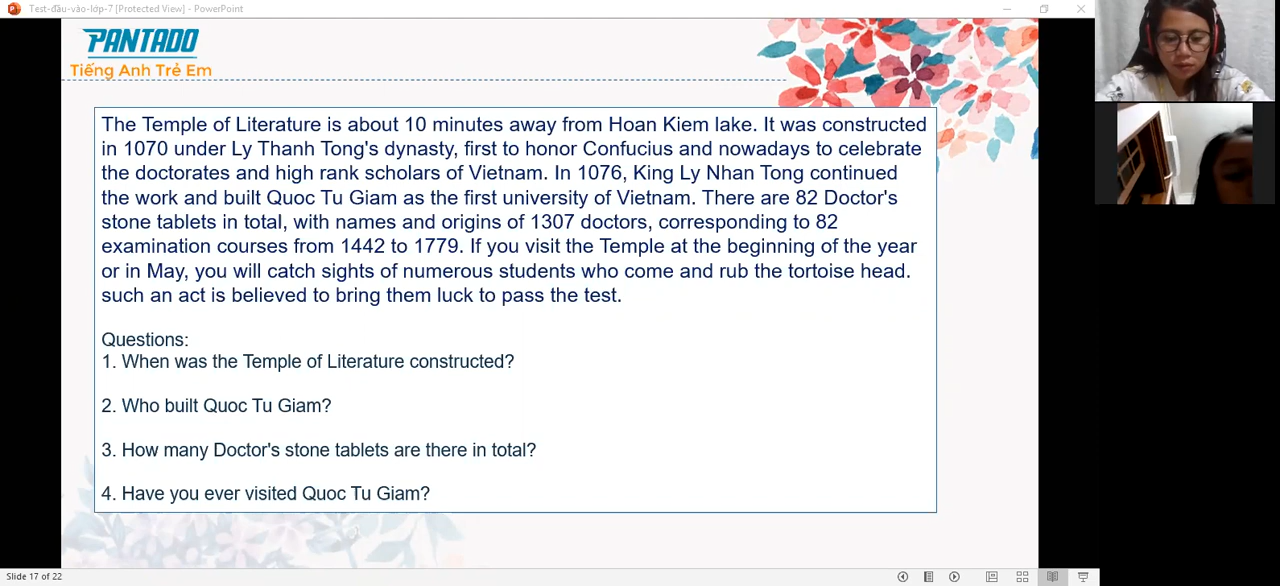 Test-đầu-vào-lớp-7 [Protected View] - PowerPoint
PANTADO
Tiếng Anh Trẻ Em
The Temple of Literature is about 10 minutes away from Hoan Kiem lake. It was constructed
in 1070 under Ly Thanh Tong's dynasty, first to honor Confucius and nowadays to celebrate
the doctorates and high rank scholars of Vietnam. In 1076, King Ly Nhan Tong continued
the work and built Quoc Tu Giam as the first university of Vietnam. There are 82 Doctor's
stone tablets in total, with names and origins of 1307 doctors, corresponding to 82
examination courses from 1442 to 1779. If you visit the Temple at the beginning of the year
or in May, you will catch sights of numerous students who come and rub the tortoise head.
such an act is believed to bring them luck to pass the test.
Questions:
1. When was the Temple of Literature constructed?
2. Who built Quoc Tu Giam?
3. How many Doctor's stone tablets are there in total?
4. Have you ever visited Quoc Tu Giam?
Slide 17 of 22